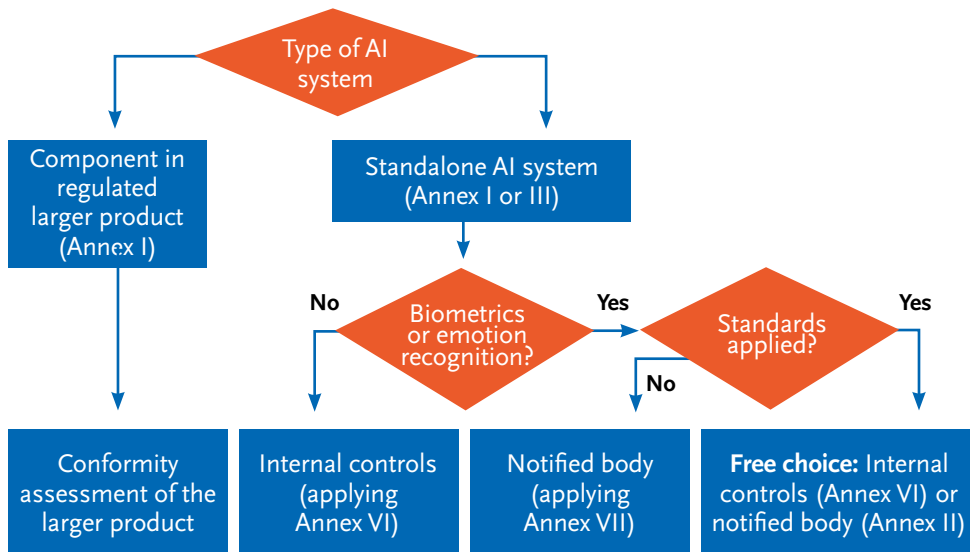 Type of AI
system
Component in
regulated
larger product
(Annex I)
Standalone AI system
(Annex I or III)
No
Biometrics
or emotion
recognition?
Yes
Standards
applied?
Yes
No
Conformity
assessment of the
larger product
Internal controls
(applying
Annex VI)
Notified body
(applying
Annex VII)
Free choice: Internal
controls (Annex VI) or
notified body (Annex II)